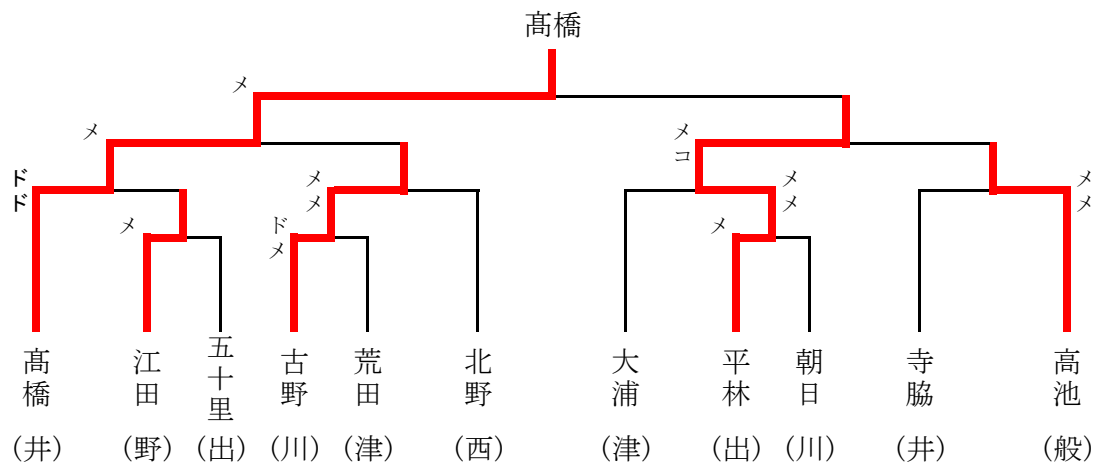 髙橋
メ
メ
メ
コ
ド
ド
メ
メ
メ
メ
メ
メ
メ
ド
メ
メ
髙橋
江田
五十里
古野
荒田
北野
大浦
平林
朝日
寺脇
高池
(井)
(野)
(出)
(川)
(津)
(西)
(津)
(出)
(川)
(井)
(般)